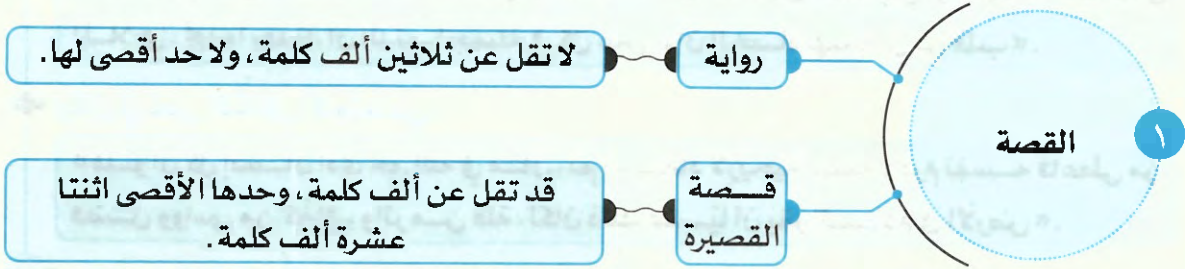 ١
القصة
رواية
لا تقل عن ثلاثين ألف كلمة، ولا حد أقصى لها.
قصة
القصيرة
قد تقل عن ألف كلمة، وحدها الأقصى اثنتا
عشرة ألف كلمة.